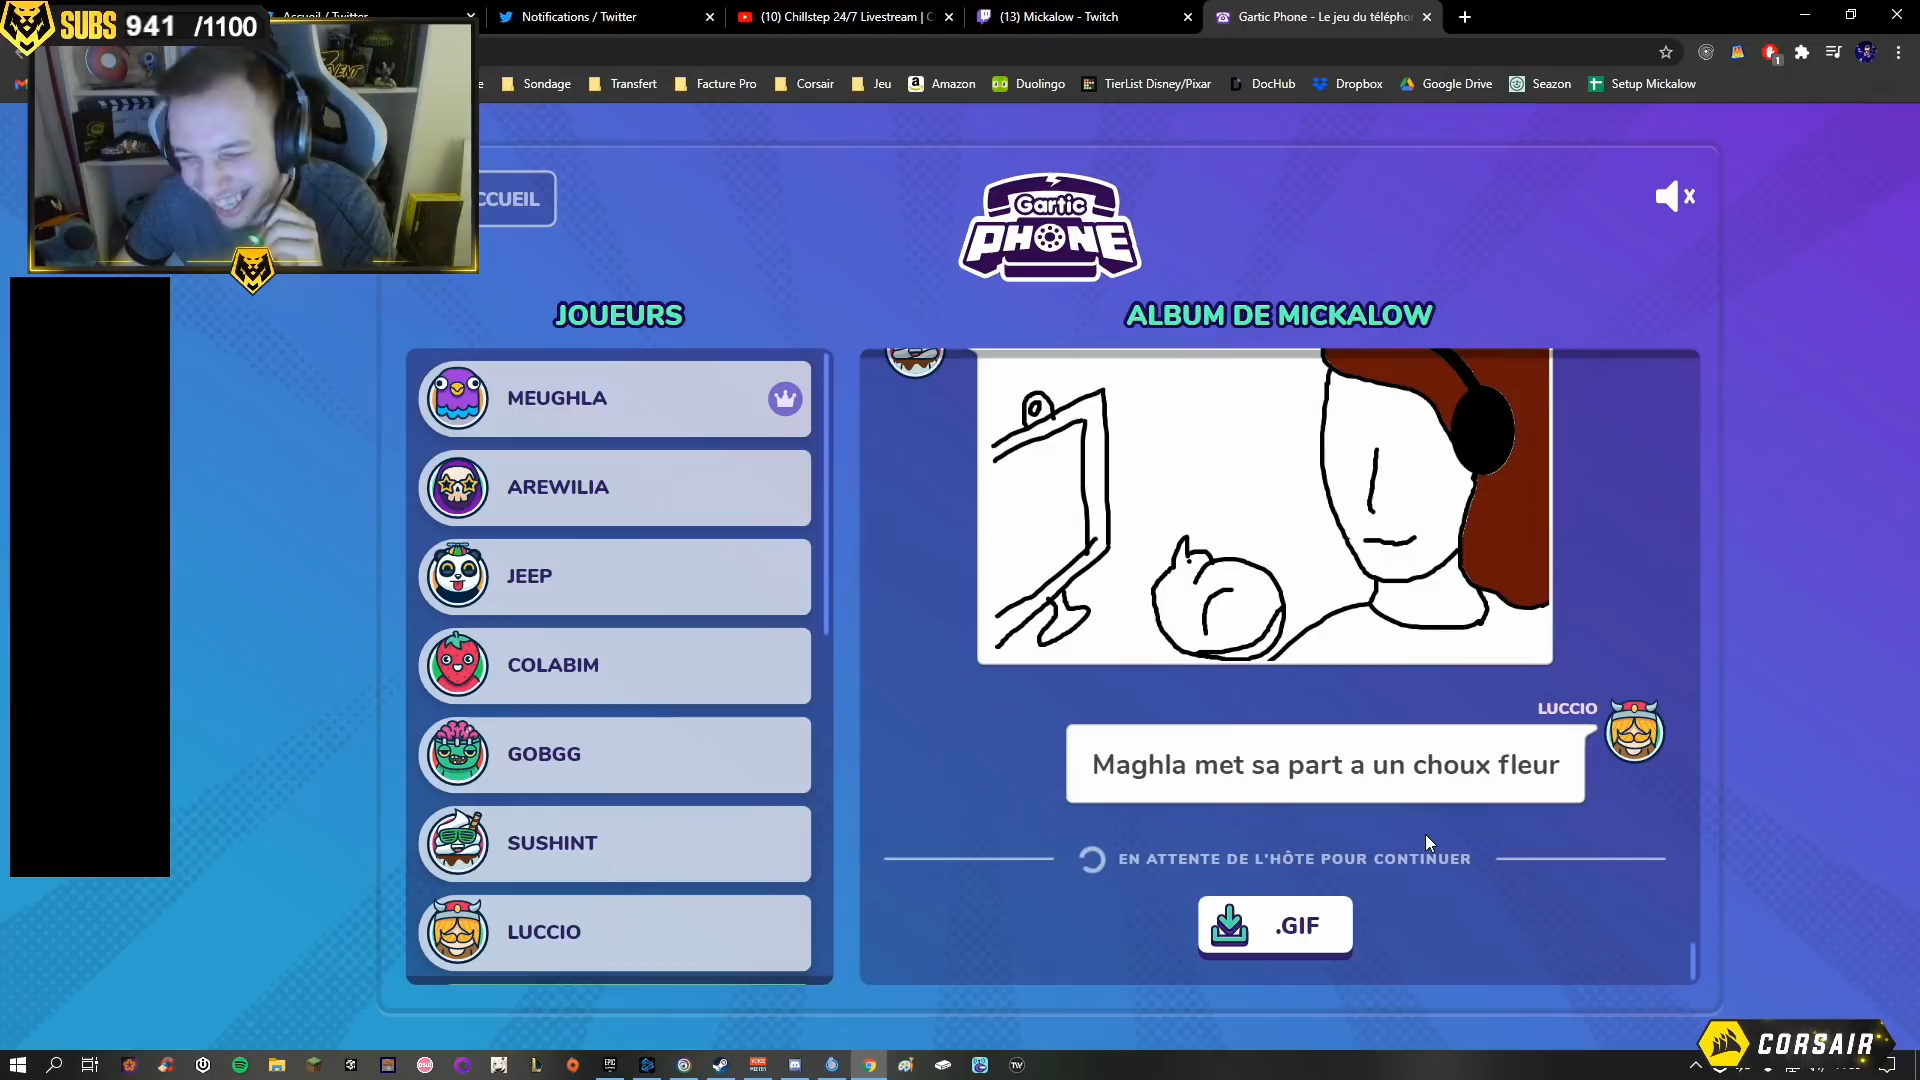 SUBS 941 /1100
Accueil / Twitter
Notifications / Twitter
(10) Chillstep 24/7 Livestream | C
(13) Mickalow - Twitch
Gartic Phone - Le jeu du télépho
Sondage
Transfert
Facture Pro
Corsair
Jeu
Amazon
Duolingo
TierList Disney/Pixar
DocHub
Dropbox
Google Drive
Seazon
Setup Mickalow
CCUEIL
Gartic
PHONE
JOUEURS
ALBUM DE MICKALOW
MEUGHLA
AREWILIA
JEEP
COLABIM
GOBGG
SUSHINT
LUCCIO
LUCCIO
Maghla met sa part a un choux fleur
EN ATTENTE DE L'HÔTE POUR CONTINUER
.GIF
CORSAIR